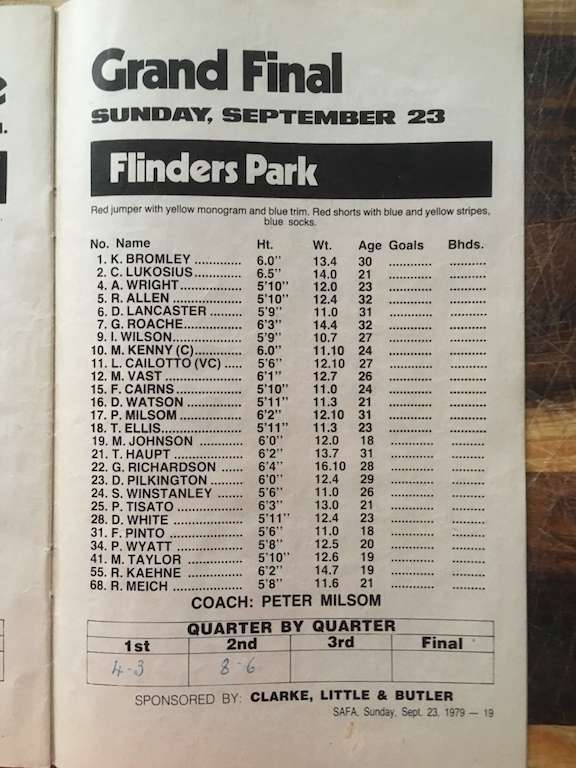 Grand Final
SUNDAY, SEPTEMBER 23
Flinders Park
Red jumper with yellow monogram and blue trim. Red shorts with blue and yellow stripes,
blue socks.
No. Name Ht. Wt. Age Goals Bhds.
1. K. BROMLEY ............. 6.0" 13.4 30 ............ ..........
2. C. LUKOSIUS ............. 6.5" 14.0 21 ............ ..........
4. A. WRIGHT ............. 5'10" 12.0 23 ............ ..........
5. R. ALLEN ............. 5'10" 12.4 32 ............ ..........
6. D. LANCASTER ......... 5'9" 11.0 31 ............ ..........
7. G. ROACHE ............. 6'3" 14.4 32 ............ ..........
9. I. WILSON ............. 5'9" 10.7 27 ............ ..........
10. M. KENNY (C) ............. 6.0" 11.10 24 ............ ..........
11. L. CAILOTTO (VC) ..... 5'6" 12.10 27 ............ ..........
12. M. VAST ............. 6'1" 12.7 26 ............ ..........
15. F. CAIRNS ............. 5'10" 11.0 24 ............ ..........
16. D. WATSON ............. 5'11" 11.3 21 ............ ..........
17. P. MILSOM ............. 6'2" 12.10 31 ............ ..........
18. T. ELLIS ............. 5'11" 11.3 23 ............ ..........
19. M. JOHNSON ............. 6'0" 12.0 18 ............ ..........
21. T. HAUPT ............. 6'2" 13.7 31 ............ ..........
22. G. RICHARDSON ...... 6'4" 16.10 28 ............ ..........
23. D. PILKINGTON ......... 6'0" 12.4 29 ............ ..........
24. S. WINSTANLEY ....... 5'6" 11.0 26 ............ ..........
25. P. TISATO ............. 6'3" 13.0 21 ............ ..........
28. D. WHITE ............. 5'11" 12.4 23 ............ ..........
31. F. PINTO ............. 5'6" 11.0 18 ............ ..........
34. P. WYATT ............. 5'8" 12.5 20 ............ ..........
41. M. TAYLOR ............. 5'10" 12.6 19 ............ ..........
55. R. KAEHNE ............. 6'2" 14.7 19 ............ ..........
68. R. MEICH ............. 5'8" 11.6 21 ............ ..........
COACH: PETER MILSOM
QUARTER BY QUARTER
1st 2nd 3rd Final
4-3 8-6
SPONSORED BY: CLARKE, LITTLE & BUTLER
SAFA, Sunday, Sept. 23, 1979 — 19